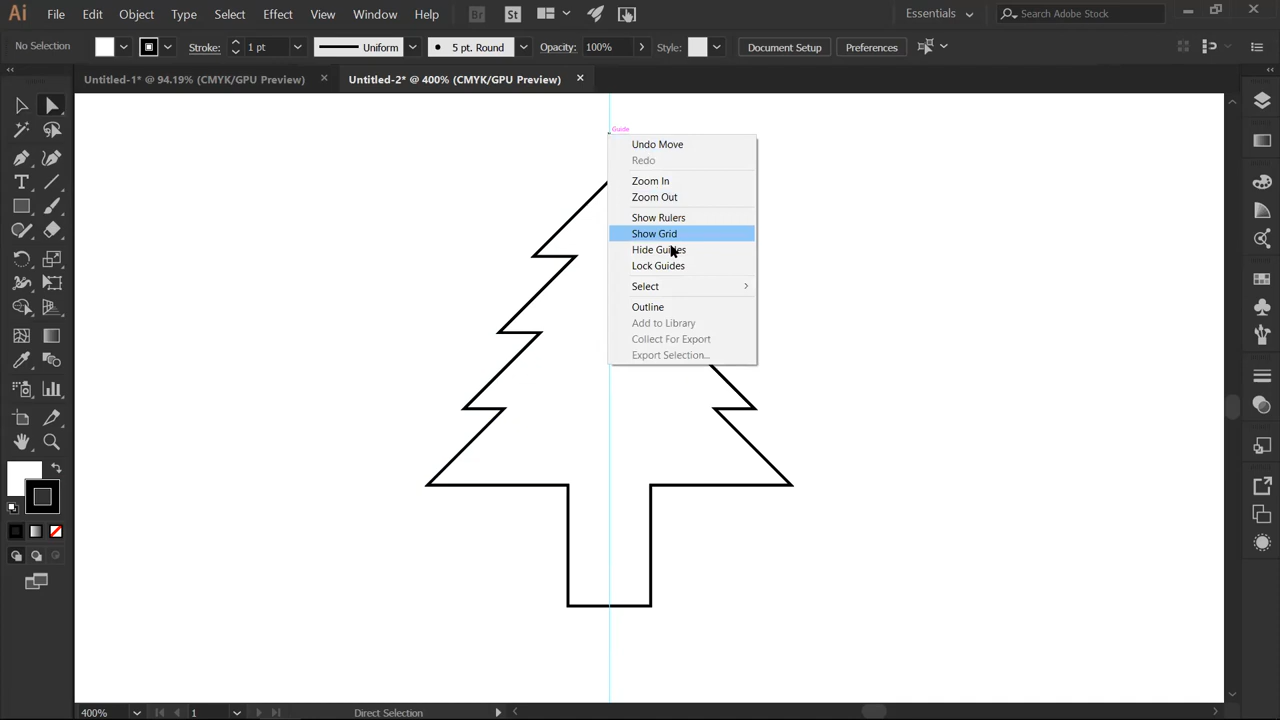 Ai File Edit Object Type Select Effect View Window Help Br St Essentials Search Adobe Stock
No Selection Stroke: 1 pt Uniform 5 pt. Round Opacity: 100% Style: Document Setup Preferences
Untitled-1* @ 94.19% (CMYK/GPU Preview) Untitled-2* @ 400% (CMYK/GPU Preview)
Guide
Undo Move
Redo
Zoom In
Zoom Out
Show Rulers
Show Grid
Hide Guides
Lock Guides
Select
Outline
Add to Library
Collect For Export
Export Selection...
400% 1 Direct Selection